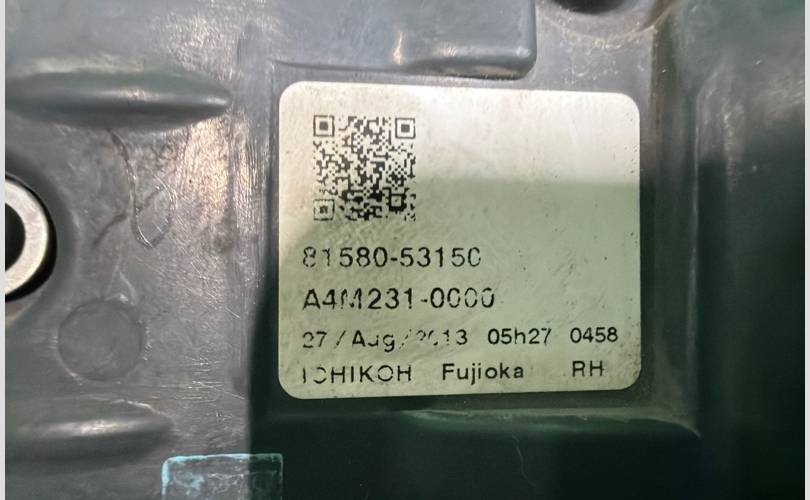 81580-53150
A4M231-0000
27/Aug/2013 05h27 0458
ICHIKOH Fujioka RH